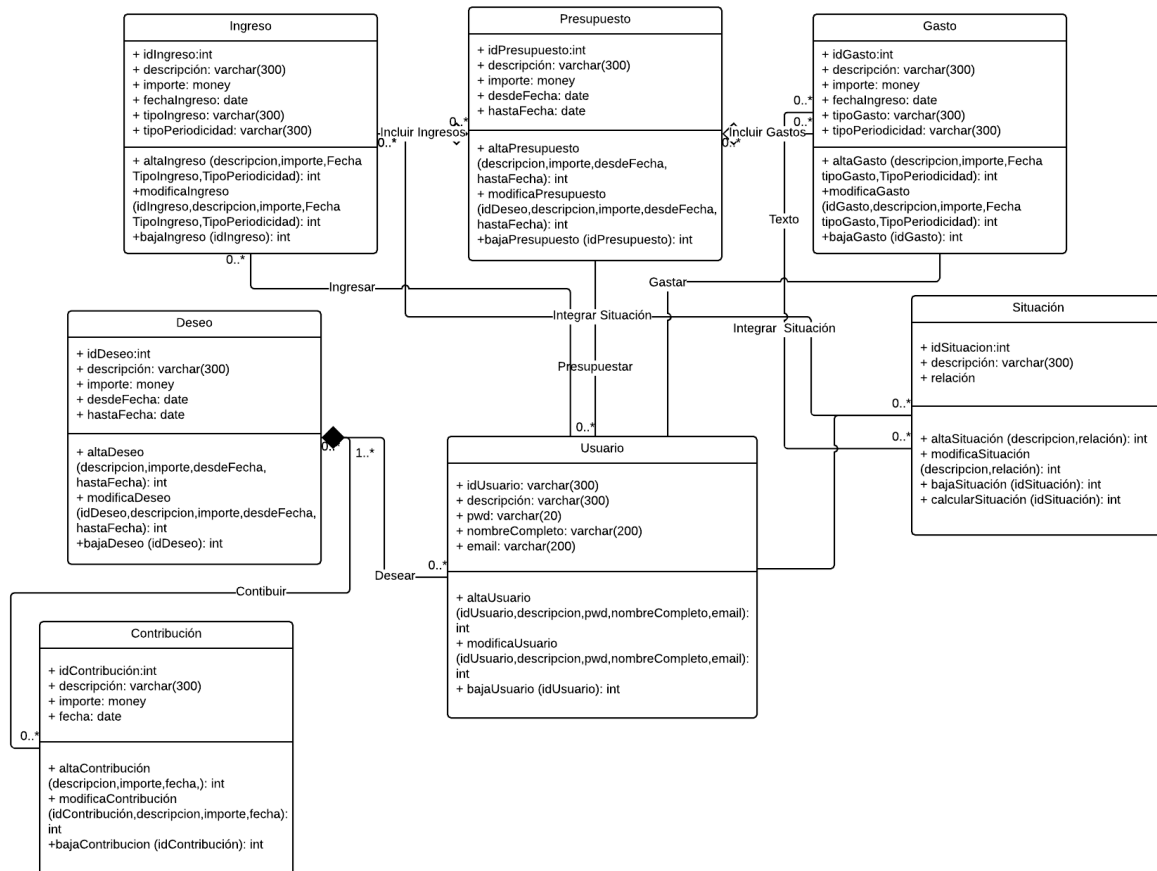 Ingreso
+ idIngreso:int
+ descripción: varchar(300)
+ importe: money
+ fechaIngreso: date
+ tipoIngreso: varchar(300)
+ tipoPeriodicidad: varchar(300)
+ altaIngreso (descripcion,importe,Fecha
TipoIngreso,TipoPeriodicidad): int
+modificaIngreso
(idIngreso,descripcion,importe,Fecha
TipoIngreso,TipoPeriodicidad): int
+bajaIngreso (idIngreso): int
0..*
0..*
Incluir Ingresos
0..*
Presupuesto
+ idPresupuesto:int
+ descripción: varchar(300)
+ importe: money
+ desdeFecha: date
+ hastaFecha: date
+ altaPresupuesto
(descripcion,importe,desdeFecha,
hastaFecha): int
+ modificaPresupuesto
(idDeseo,descripcion,importe,desdeFecha,
hastaFecha): int
+bajaPresupuesto (idPresupuesto): int
0..*
Incluir Gastos
0..*
0..*
Gasto
+ idGasto:int
+ descripción: varchar(300)
+ importe: money
+ fechaIngreso: date
+ tipoGasto: varchar(300)
+ tipoPeriodicidad: varchar(300)
+ altaGasto (descripcion,importe,Fecha
tipoGasto,TipoPeriodicidad): int
+modificaGasto
(idGasto,descripcion,importe,Fecha
tipoGasto,TipoPeriodicidad): int
+bajaGasto (idGasto): int
Texto
Ingresar
Gastar
Integrar Situación
Integrar Situación
Presupuestar
0..*
Deseo
+ idDeseo:int
+ descripción: varchar(300)
+ importe: money
+ desdeFecha: date
+ hastaFecha: date
+ altaDeseo
(descripcion,importe,desdeFecha,
hastaFecha): int
+ modificaDeseo
(idDeseo,descripcion,importe,desdeFecha,
hastaFecha): int
+bajaDeseo (idDeseo): int
1..*
Desear
0..*
Usuario
+ idUsuario: varchar(300)
+ descripción: varchar(300)
+ pwd: varchar(20)
+ nombreCompleto: varchar(200)
+ email: varchar(200)
+ altaUsuario
(idUsuario,descripcion,pwd,nombreCompleto,email):
int
+ modificaUsuario
(idUsuario,descripcion,pwd,nombreCompleto,email):
int
+ bajaUsuario (idUsuario): int
Situación
+ idSituacion:int
+ descripción: varchar(300)
+ relación
+ altaSituación (descripcion,relación): int
+ modificaSituación
(descripcion,relación): int
+ bajaSituación (idSituación): int
+ calcularSituación (idSituación): int
0..*
0..*
Contibuir
0..*
Contribución
+ idContribución:int
+ descripción: varchar(300)
+ importe: money
+ fecha: date
+ altaContribución
(descripcion,importe,fecha,): int
+ modificaContribución
(idContribución,descripcion,importe,fecha):
int
+bajaContribucion (idContribución): int